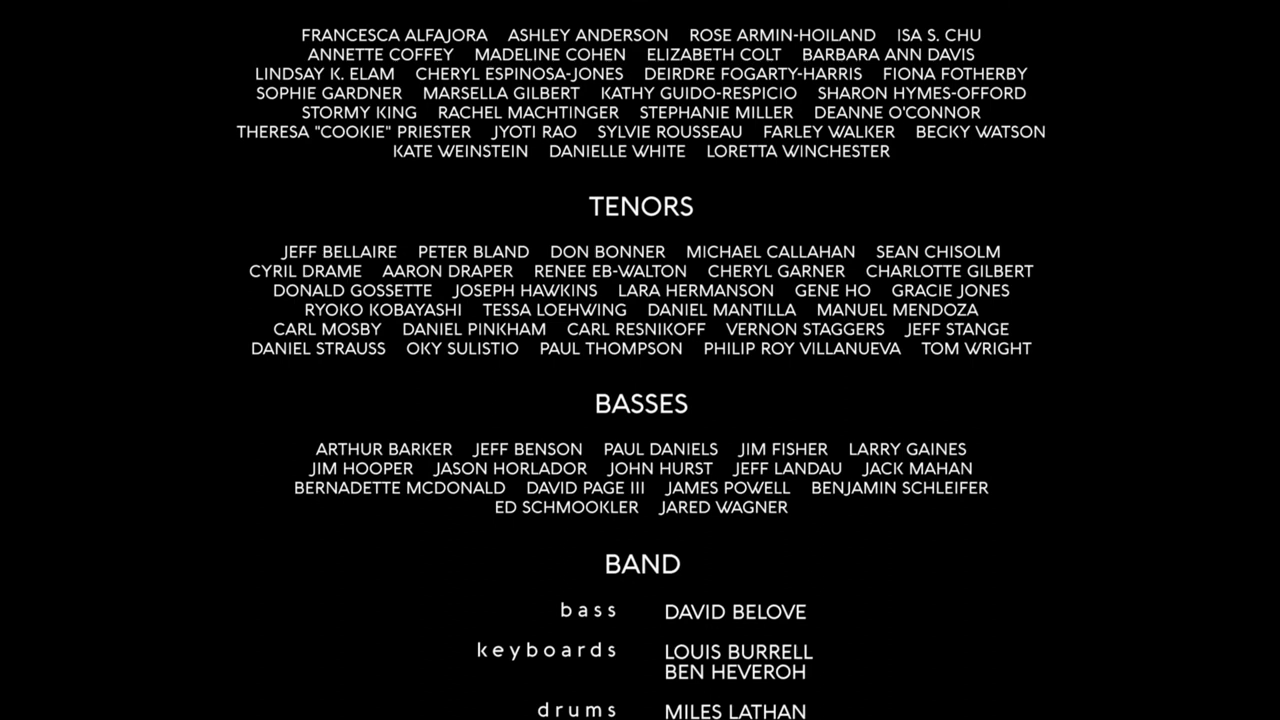 FRANCESCA ALFAJORA ASHLEY ANDERSON ROSE ARMIN-HOILAND ISA S. CHU
ANNETTE COFFEY MADELINE COHEN ELIZABETH COLT BARBARA ANN DAVIS
LINDSAY K. ELAM CHERYL ESPINOSA-JONES DEIRDRE FOGARTY-HARRIS FIONA FOTHERBY
SOPHIE GARDNER MARSELLA GILBERT KATHY GUIDO-RESPICIO SHARON HYMES-OFFORD
STORMY KING RACHEL MACHTINGER STEPHANIE MILLER DEANNE O'CONNOR
THERESA "COOKIE" PRIESTER JYOTI RAO SYLVIE ROUSSEAU FARLEY WALKER BECKY WATSON
KATE WEINSTEIN DANIELLE WHITE LORETTA WINCHESTER
TENORS
JEFF BELLAIRE PETER BLAND DON BONNER MICHAEL CALLAHAN SEAN CHISOLM
CYRIL DRAME AARON DRAPER RENEE EB-WALTON CHERYL GARNER CHARLOTTE GILBERT
DONALD GOSSETTE JOSEPH HAWKINS LARA HERMANSON GENE HO GRACIE JONES
RYOKO KOBAYASHI TESSA LOEHWING DANIEL MANTILLA MANUEL MENDOZA
CARL MOSBY DANIEL PINKHAM CARL RESNIKOFF VERNON STAGGERS JEFF STANGE
DANIEL STRAUSS OKY SULISTIO PAUL THOMPSON PHILIP ROY VILLANUEVA TOM WRIGHT
BASSES
ARTHUR BARKER JEFF BENSON PAUL DANIELS JIM FISHER LARRY GAINES
JIM HOOPER JASON HORLADOR JOHN HURST JEFF LANDAU JACK MAHAN
BERNADETTE MCDONALD DAVID PAGE III JAMES POWELL BENJAMIN SCHLEIFER
ED SCHMOOKLER JARED WAGNER
BAND
bass DAVID BELOVE
keyboards LOUIS BURRELL
BEN HEVEROH
drums MILES LATHAN